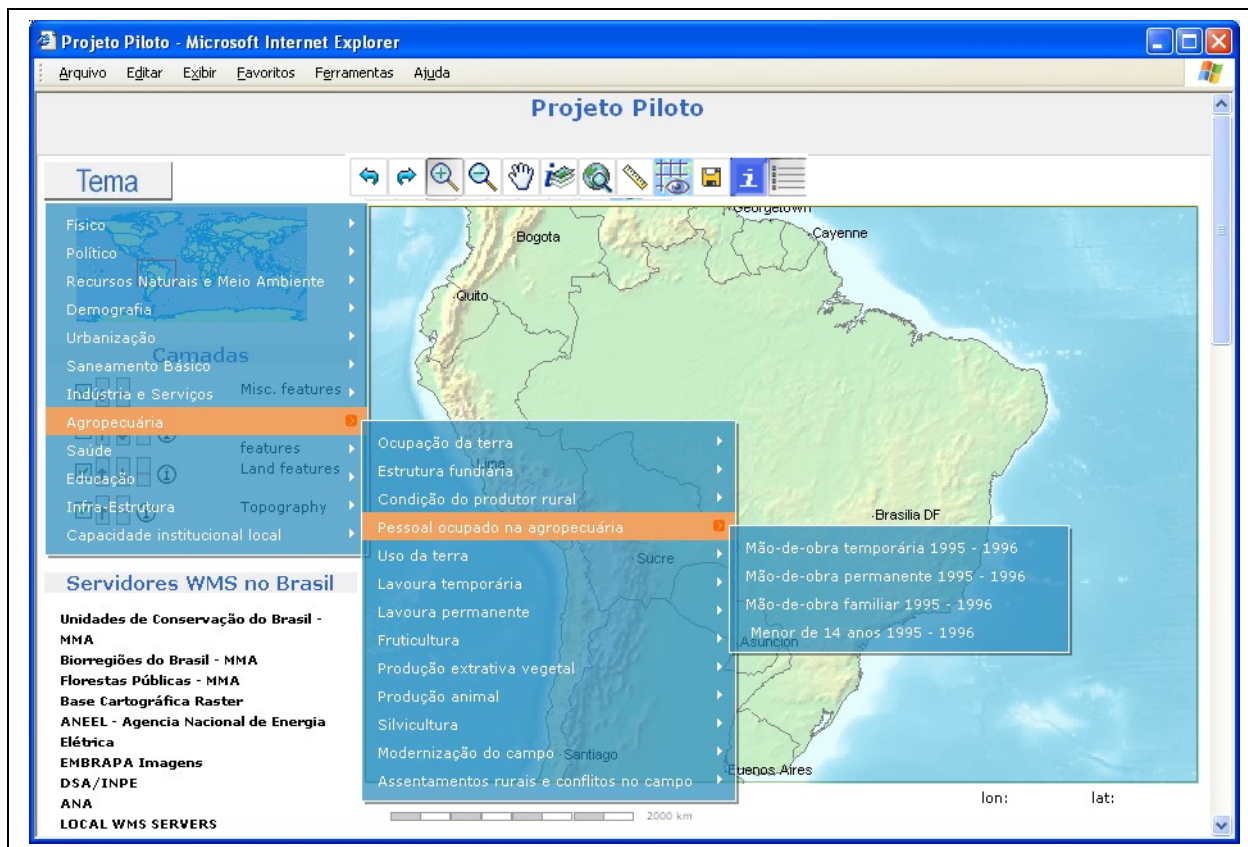 Projeto Piloto - Microsoft Internet Explorer
Arquivo Editar Exibir Favoritos Ferramentas Ajuda
Projeto Piloto
Tema
Físico
Político
Recursos Naturais e Meio Ambiente
Demografia
Urbanização
Camadas
Saneamento Básico
Indústria e Serviços
Misc. features
Agropecuária
Saúde
features
Educação
Land features
Infra-Estrutura
Topography
Capacidade institucional local
Servidores WMS no Brasil
Unidades de Conservação do Brasil -
MMA
Biorregiões do Brasil - MMA
Florestas Públicas - MMA
Base Cartográfica Raster
ANEEL - Agencia Nacional de Energia
Elétrica
EMBRAPA Imagens
DSA/INPE
ANA
LOCAL WMS SERVERS
Ocupação da terra
Estrutura fundiária
Condição do produtor rural
Pessoal ocupado na agropecuária
Uso da terra
Lavoura temporária
Lavoura permanente
Fruticultura
Produção extrativa vegetal
Produção animal
Silvicultura
Modernização do campo
Assentamentos rurais e conflitos no campo
Mão-de-obra temporária 1995 - 1996
Mão-de-obra permanente 1995 - 1996
Mão-de-obra familiar 1995 - 1996
Menor de 14 anos 1995 - 1996
Georgetown
Bogota
Cayenne
Quito
Lima
Brasilia DF
Sucre
Asuncion
Santiago
Buenos Aires
lon: lat:
2000 km